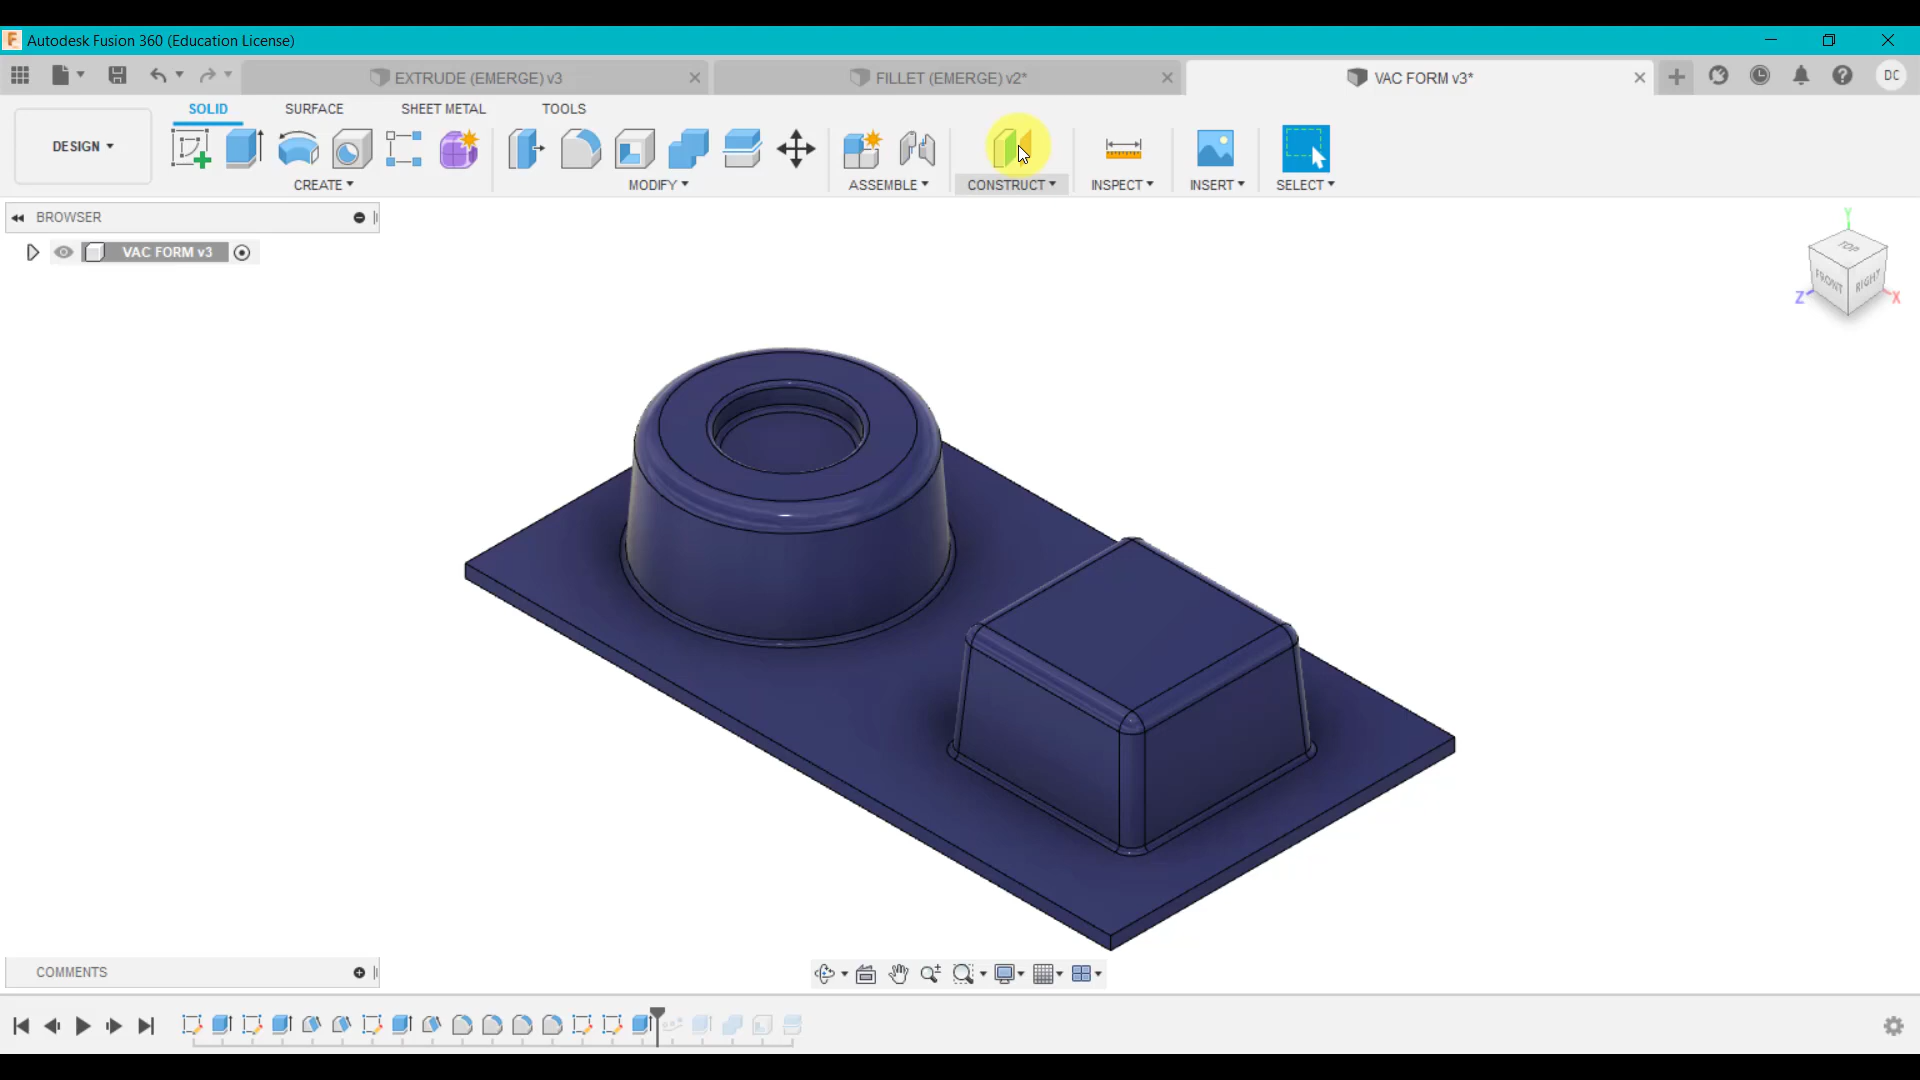 Autodesk Fusion 360 (Education License)
EXTRUDE (EMERGE) v3
FILLET (EMERGE) v2*
VAC FORM v3*
DC
DESIGN
SOLID
SURFACE
SHEET METAL
TOOLS
CREATE
MODIFY
ASSEMBLE
CONSTRUCT
INSPECT
INSERT
SELECT
BROWSER
VAC FORM v3
Y
TOP
FRONT
RIGHT
Z
X
COMMENTS